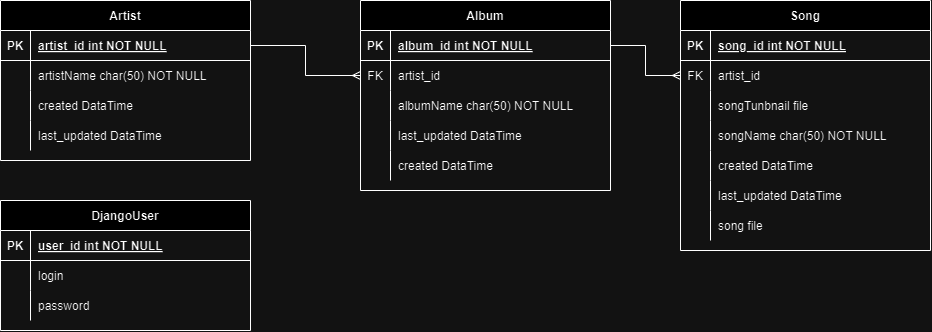 Artist
PK artist_id int NOT NULL
artistName char(50) NOT NULL
created DataTime
last_updated DataTime
Album
PK album_id int NOT NULL
FK artist_id
albumName char(50) NOT NULL
last_updated DataTime
created DataTime
Song
PK song_id int NOT NULL
FK artist_id
songTunbnail file
songName char(50) NOT NULL
created DataTime
last_updated DataTime
song file
DjangoUser
PK user_id int NOT NULL
login
password